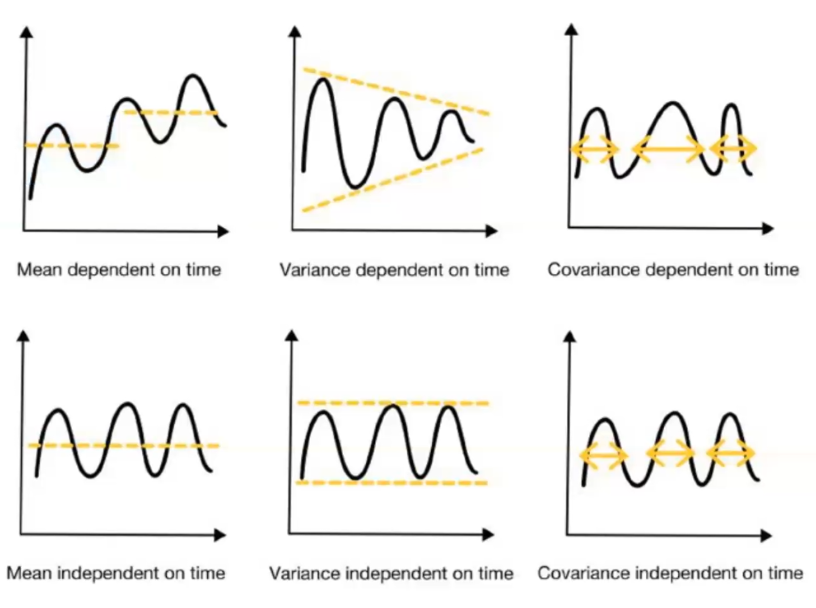 Mean dependent on time
Variance dependent on time
Covariance dependent on time
Mean independent on time
Variance independent on time
Covariance independent on time